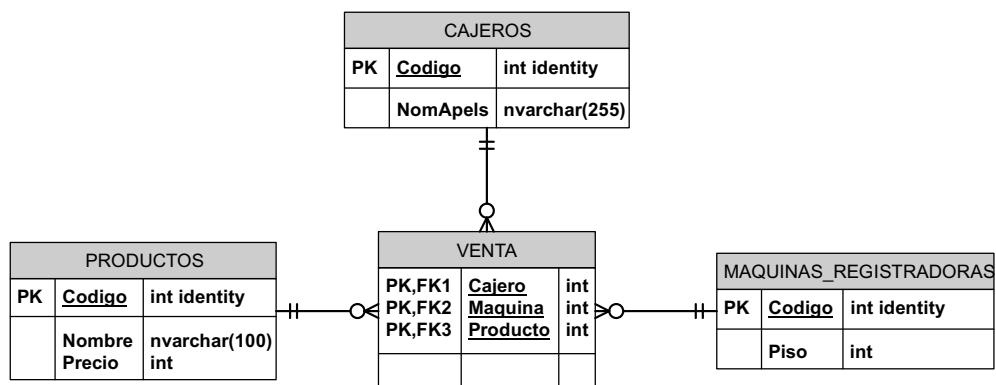 CAJEROS
PK Codigo int identity
NomApels nvarchar(255)
PRODUCTOS
PK Codigo int identity
Nombre nvarchar(100)
Precio int
VENTA
PK,FK1 Cajero int
PK,FK2 Maquina int
PK,FK3 Producto int
MAQUINAS_REGISTRADORAS
PK Codigo int identity
Piso int